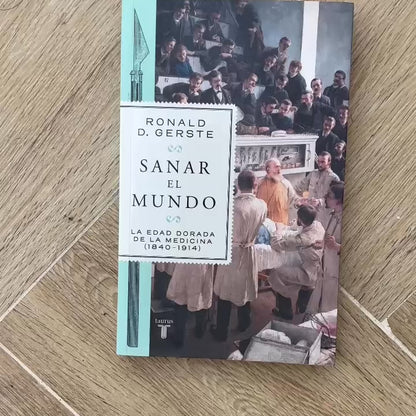 RONALD
D. GERSTE
SANAR
EL
MUNDO
LA EDAD DORADA
DE LA MEDICINA
(1840-1914)
taurus
T